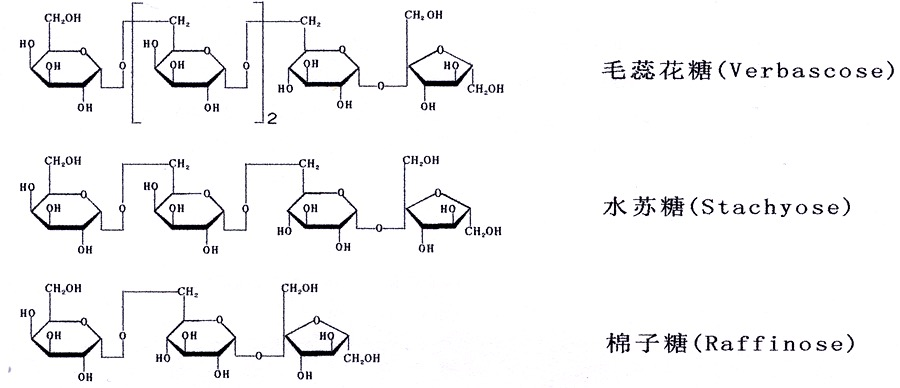 CH₂OH CH₂ CH₂ CH₂OH
HO O HO O O O
OH O OH O OH HO 毛蕊花糖(Verbascose)
HO O CH₂OH
OH OH OH OH
2
CH₂OH CH₂ CH₂ CH₂OH
HO O HO O O O
OH O OH O OH HO 水苏糖(Stachyose)
HO O CH₂OH
OH OH OH OH
CH₂OH CH₂ CH₂OH
HO O O O
OH O OH HO 棉子糖(Raffinose)
HO O CH₂OH
OH OH OH